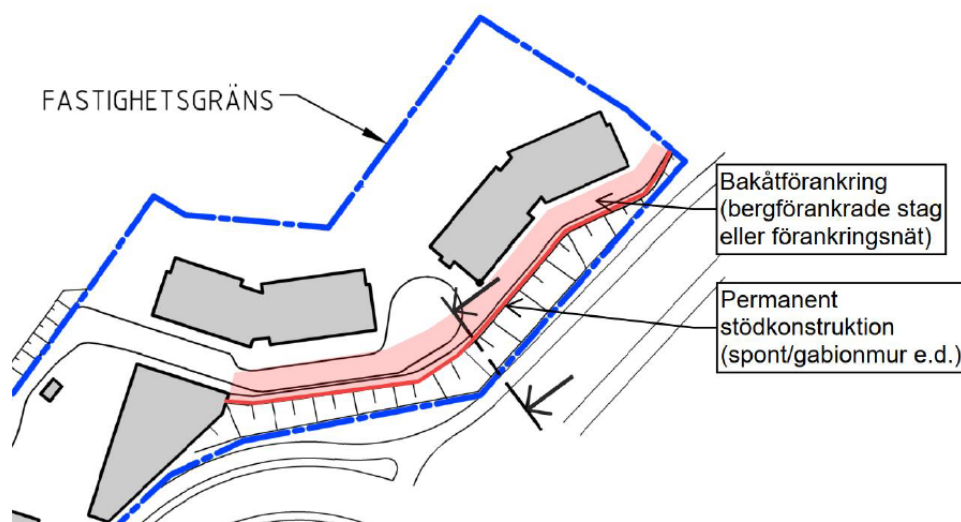 FASTIGHETSGRÄNS
Bakåtförankring
(bergförankrade stag
eller förankringsnät)
Permanent
stödkonstruktion
(spont/gabionmur e.d.)